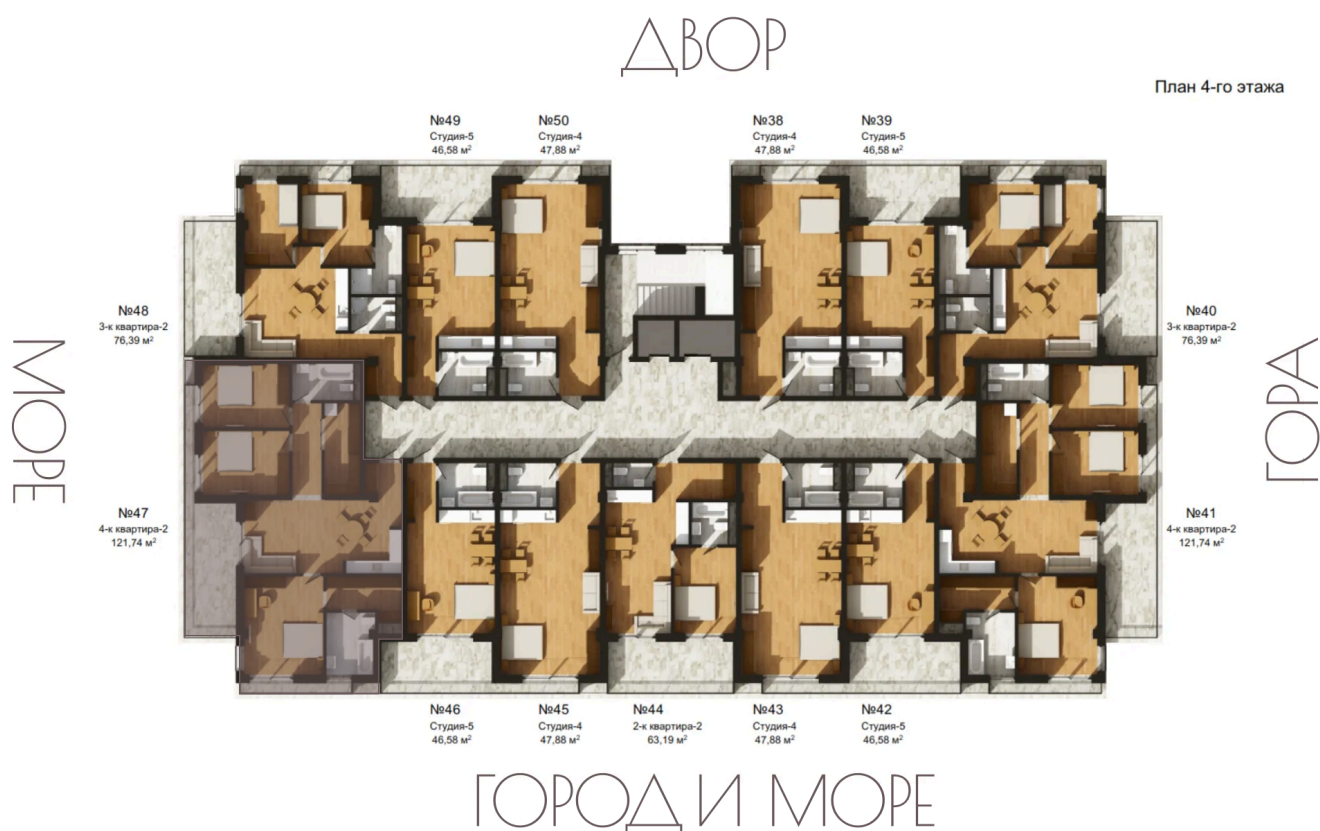 ДВОР
План 4-го этажа
№49
Студия-5
46,58 м²
№50
Студия-4
47,88 м²
№38
Студия-4
47,88 м²
№39
Студия-5
46,58 м²
№48
3-к квартира-2
76,39 м²
№40
3-к квартира-2
76,39 м²
МОРЕ
ГОРА
№47
4-к квартира-2
121,74 м²
№41
4-к квартира-2
121,74 м²
№46
Студия-5
46,58 м²
№45
Студия-4
47,88 м²
№44
2-к квартира-2
63,19 м²
№43
Студия-4
47,88 м²
№42
Студия-5
46,58 м²
ГОРОД И МОРЕ